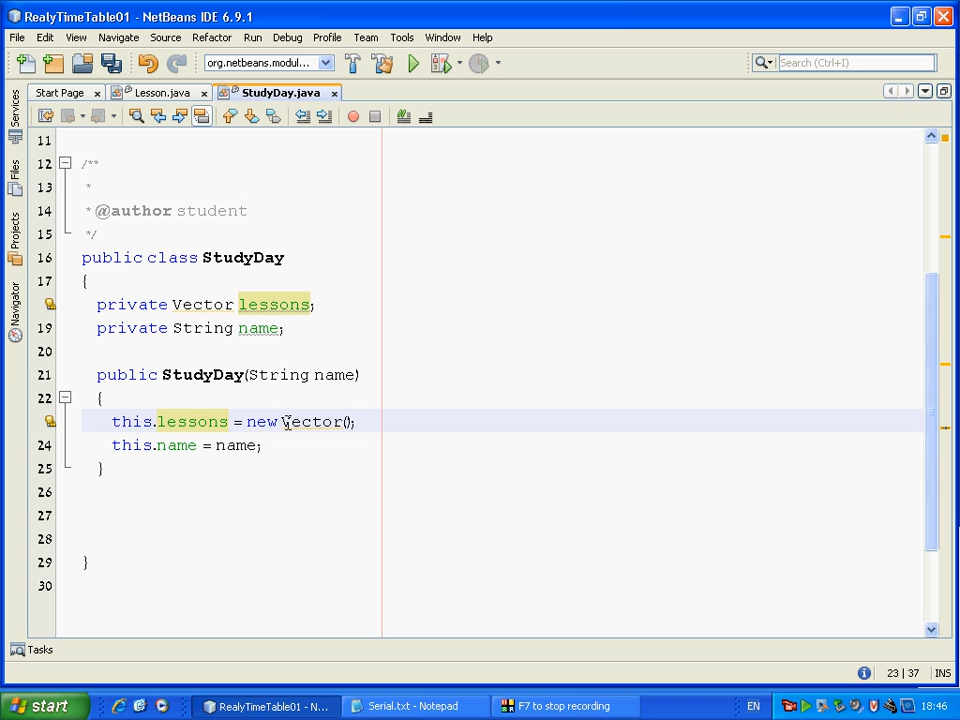 RealyTimeTable01 - NetBeans IDE 6.9.1
File Edit View Navigate Source Refactor Run Debug Profile Team Tools Window Help
org.netbeans.modul... Search (Ctrl+I)
Start Page Lesson.java StudyDay.java
Services
Files
Projects
Navigator
11
12 /**
13 *
14 * @author student
15 */
16 public class StudyDay
17 {
private Vector lessons;
19 private String name;
20
21 public StudyDay(String name)
22 {
this.lessons = new Vector();
24 this.name = name;
25 }
26
27
28
29 }
30
Tasks
23 | 37 INS
start RealyTimeTable01 - N... Serial.txt - Notepad F7 to stop recording EN 18:46